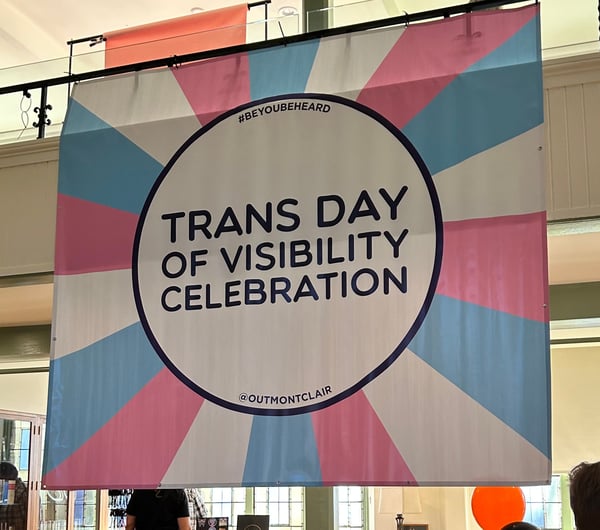 #BEYOUBEHEARD
TRANS DAY
OF VISIBILITY
CELEBRATION
@OUTMONTCLAIR